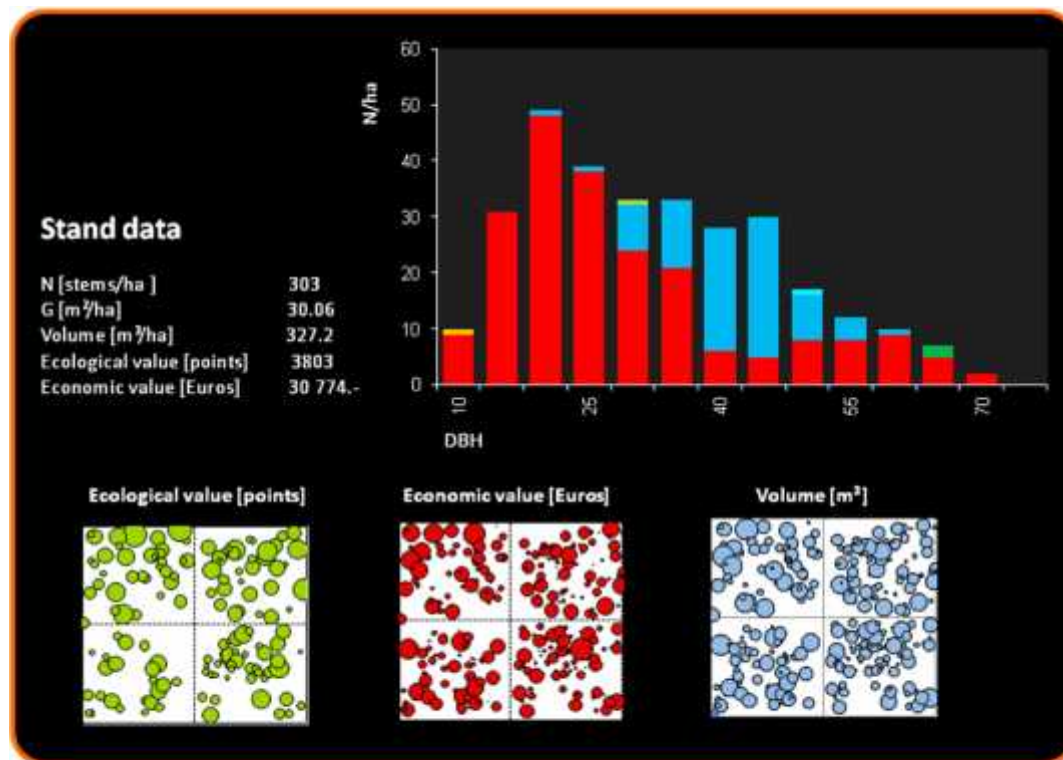 60
50
40
30
20
10
0
N/ha
10
25
40
55
70
DBH
Stand data
N [stems/ha ] 303
G [m²/ha] 30.06
Volume [m³/ha] 327.2
Ecological value [points] 3803
Economic value [Euros] 30 774.-
Ecological value [points]
Economic value [Euros]
Volume [m³]